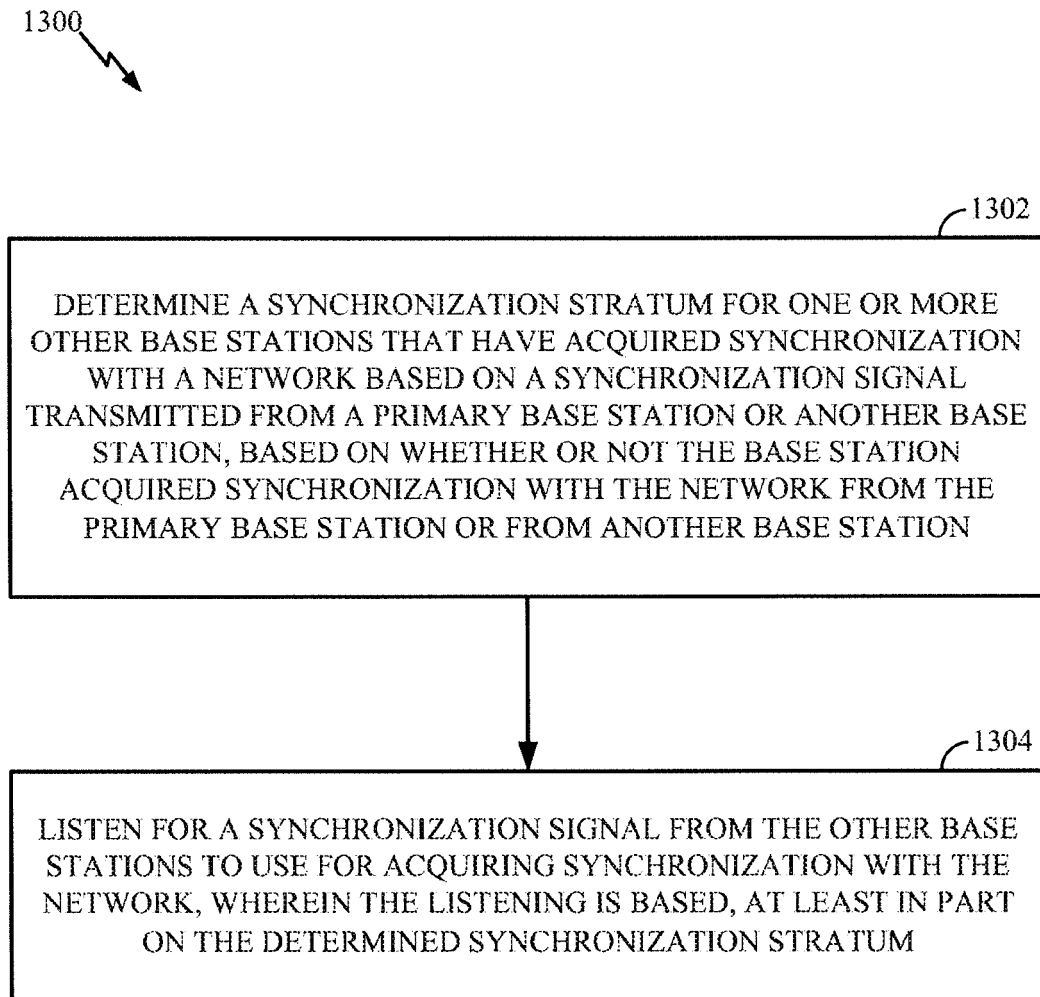 1300
1302
DETERMINE A SYNCHRONIZATION STRATUM FOR ONE OR MORE
OTHER BASE STATIONS THAT HAVE ACQUIRED SYNCHRONIZATION
WITH A NETWORK BASED ON A SYNCHRONIZATION SIGNAL
TRANSMITTED FROM A PRIMARY BASE STATION OR ANOTHER BASE
STATION, BASED ON WHETHER OR NOT THE BASE STATION
ACQUIRED SYNCHRONIZATION WITH THE NETWORK FROM THE
PRIMARY BASE STATION OR FROM ANOTHER BASE STATION
1304
LISTEN FOR A SYNCHRONIZATION SIGNAL FROM THE OTHER BASE
STATIONS TO USE FOR ACQUIRING SYNCHRONIZATION WITH THE
NETWORK, WHEREIN THE LISTENING IS BASED, AT LEAST IN PART
ON THE DETERMINED SYNCHRONIZATION STRATUM